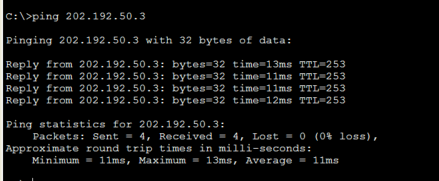 C:\>ping 202.192.50.3
Pinging 202.192.50.3 with 32 bytes of data:
Reply from 202.192.50.3: bytes=32 time=13ms TTL=253
Reply from 202.192.50.3: bytes=32 time=11ms TTL=253
Reply from 202.192.50.3: bytes=32 time=11ms TTL=253
Reply from 202.192.50.3: bytes=32 time=12ms TTL=253
Ping statistics for 202.192.50.3:
Packets: Sent = 4, Received = 4, Lost = 0 (0% loss),
Approximate round trip times in milli-seconds:
Minimum = 11ms, Maximum = 13ms, Average = 11ms